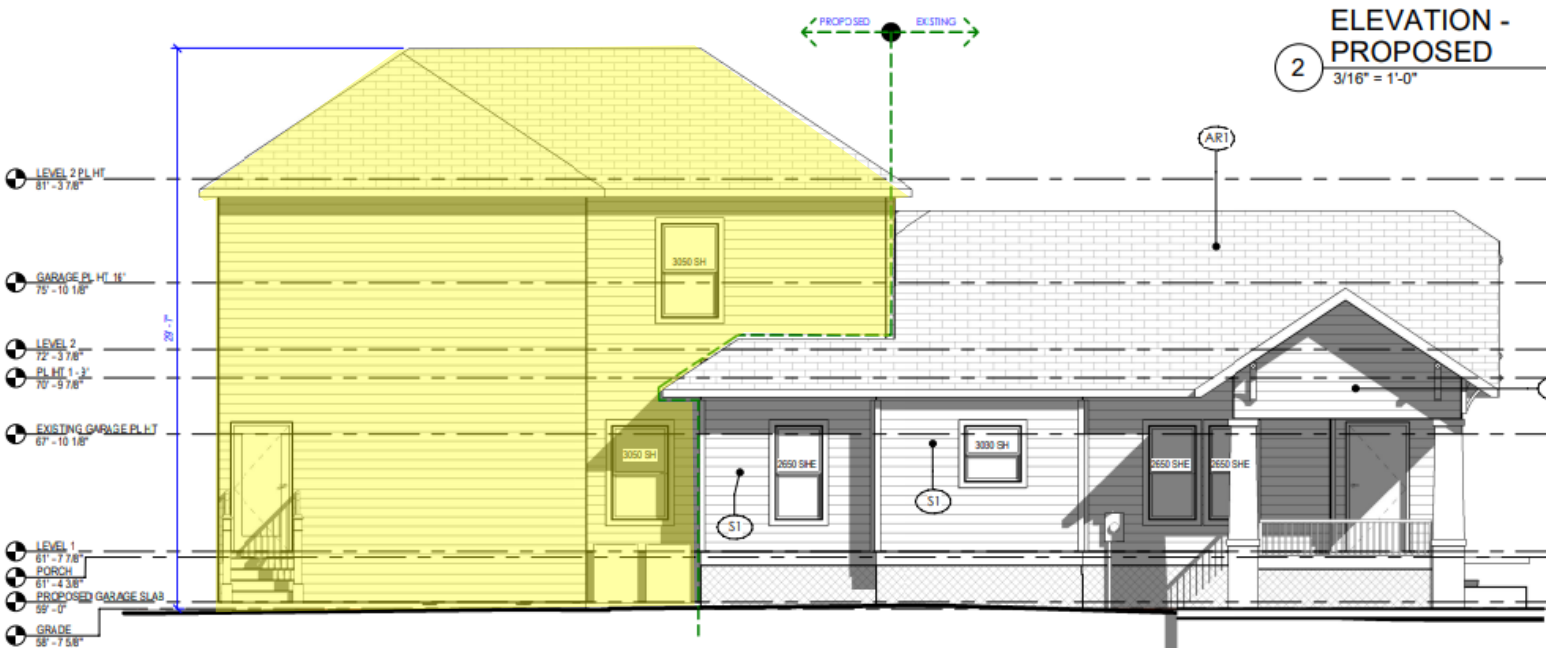 PROPOSED EXISTING
ELEVATION -
PROPOSED
2
3/16" = 1'-0"
AR1
LEVEL 2 PL HT
81' - 3 7/8"
3050 SH
GARAGE PL HT 16'
75' - 10 1/8"
29' - 7"
LEVEL 2
72' - 3 7/8"
70' - 9 7/8"
EXISTING GARAGE PL HT
67' - 10 1/8"
3050 SH
2650 SHE
3030 SH
2650 SHE
2650 SHE
S1
S1
LEVEL 1
61' - 7 7/8"
PORCH
61' - 4 3/8"
PROPOSED GARAGE SLAB
59' - 0"
GRADE
58' - 7 5/8"